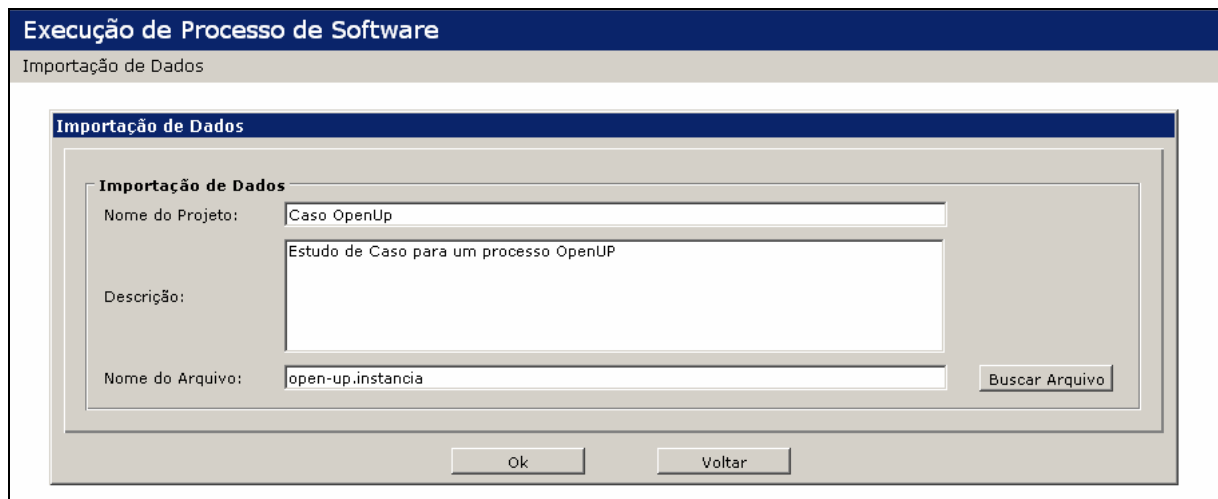 Execução de Processo de Software
Importação de Dados
Importação de Dados
Importação de Dados
Nome do Projeto: Caso OpenUp
Estudo de Caso para um processo OpenUP
Descrição:
Nome do Arquivo: open-up.instancia Buscar Arquivo
Ok Voltar